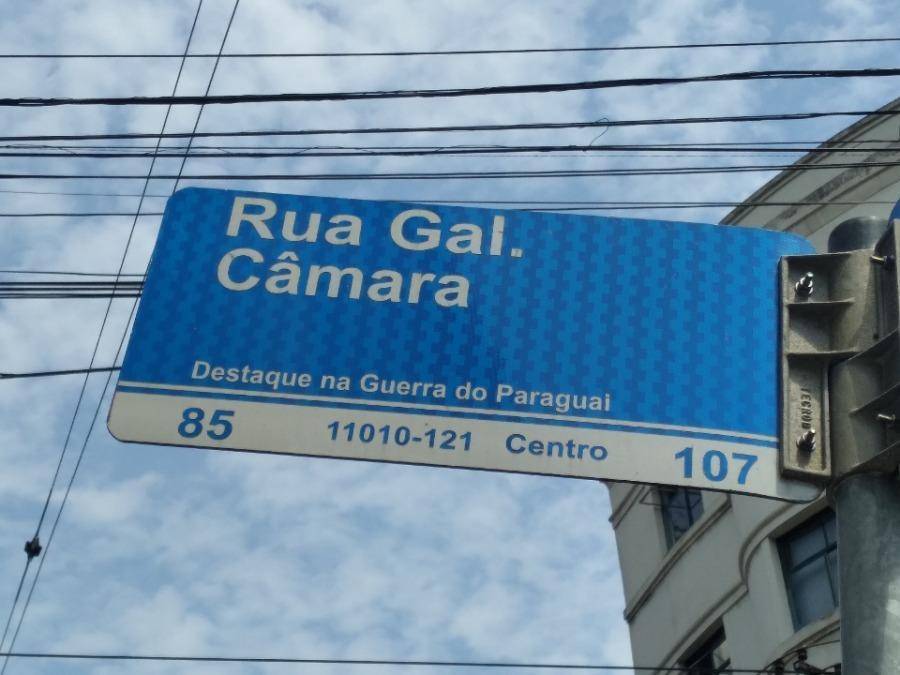 Rua Gal.
Câmara
Destaque na Guerra do Paraguai
85 11010-121 Centro 107